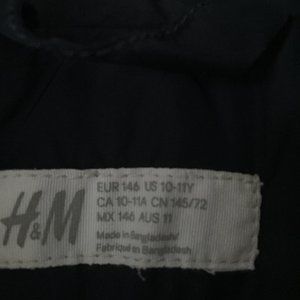 H&M
EUR 146 US 10-11Y
CA 10-11A CN 145/72
MX 146 AUS 11
Made in Bangladesh/
Fabriqué en Bangladesh